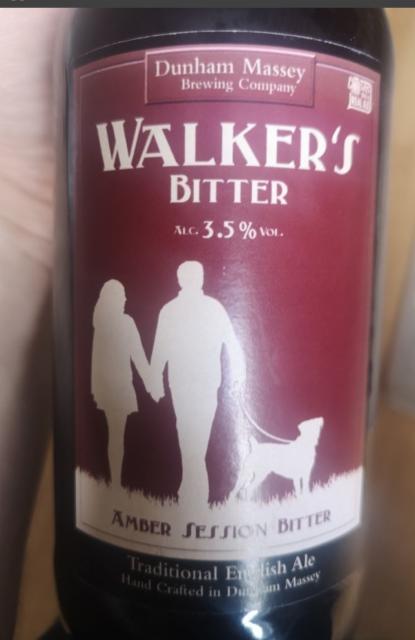 Dunham Massey
Brewing Company
WALKER'S
BITTER
ALC. 3.5% VOL.
AMBER SESSION BITTER
Traditional English Ale
Hand Crafted in Dunham Massey